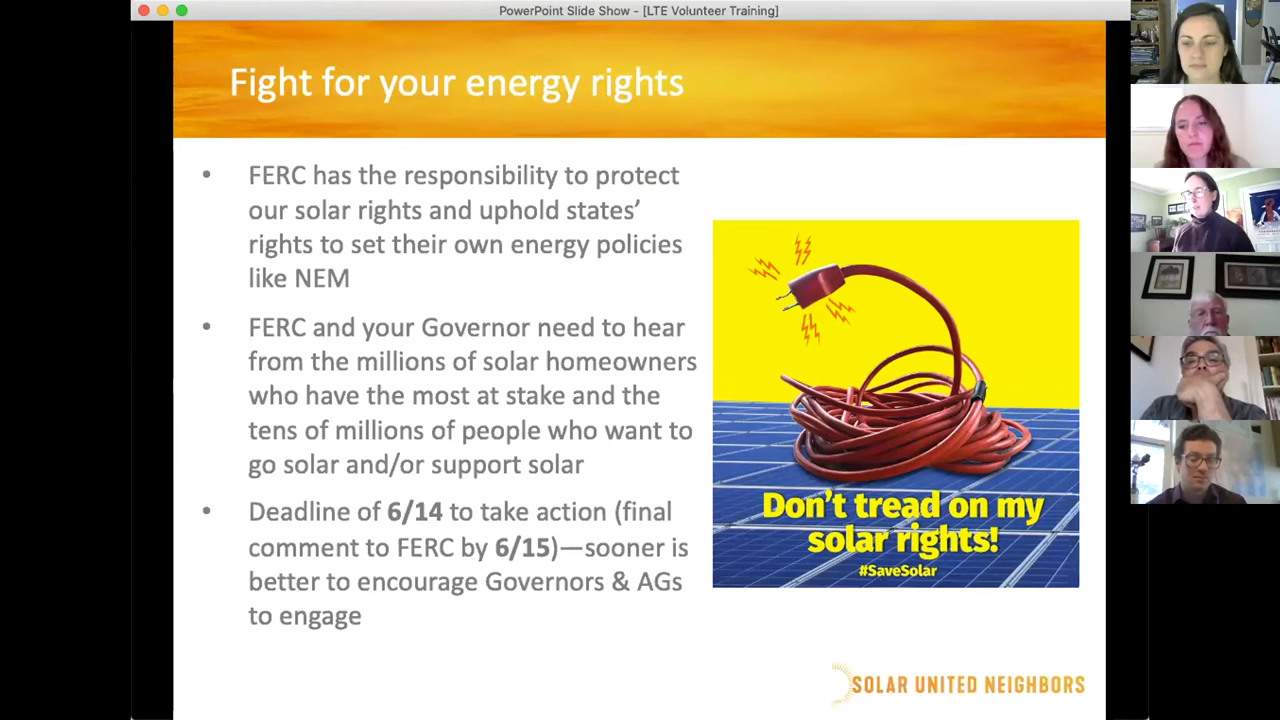 PowerPoint Slide Show - [LTE Volunteer Training]
Fight for your energy rights
• FERC has the responsibility to protect
our solar rights and uphold states’
rights to set their own energy policies
like NEM
• FERC and your Governor need to hear
from the millions of solar homeowners
who have the most at stake and the
tens of millions of people who want to
go solar and/or support solar
• Deadline of 6/14 to take action (final
comment to FERC by 6/15)—sooner is
better to encourage Governors & AGs
to engage
Don’t tread on my
solar rights!
#SaveSolar
SOLAR UNITED NEIGHBORS